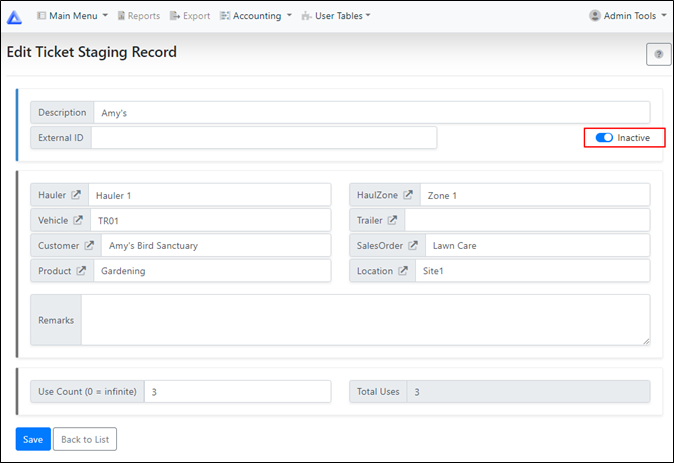 Main Menu Reports Export Accounting User Tables Admin Tools
Edit Ticket Staging Record
?
Description Amy's
External ID Inactive
Hauler Hauler 1 HaulZone Zone 1
Vehicle TR01 Trailer
Customer Amy's Bird Sanctuary SalesOrder Lawn Care
Product Gardening Location Site1
Remarks
Use Count (0 = infinite) 3 Total Uses 3
Save Back to List